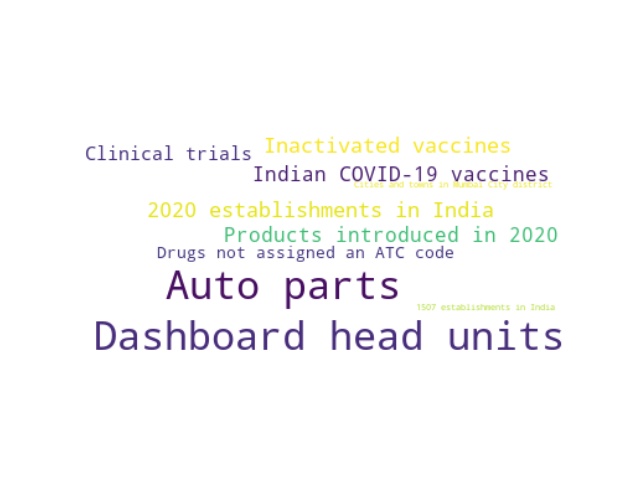 Inactivated vaccines
Clinical trials
Indian COVID-19 vaccines
Cities and towns in Mumbai City district
2020 establishments in India
Products introduced in 2020
Drugs not assigned an ATC code
Auto parts
1507 establishments in India
Dashboard head units